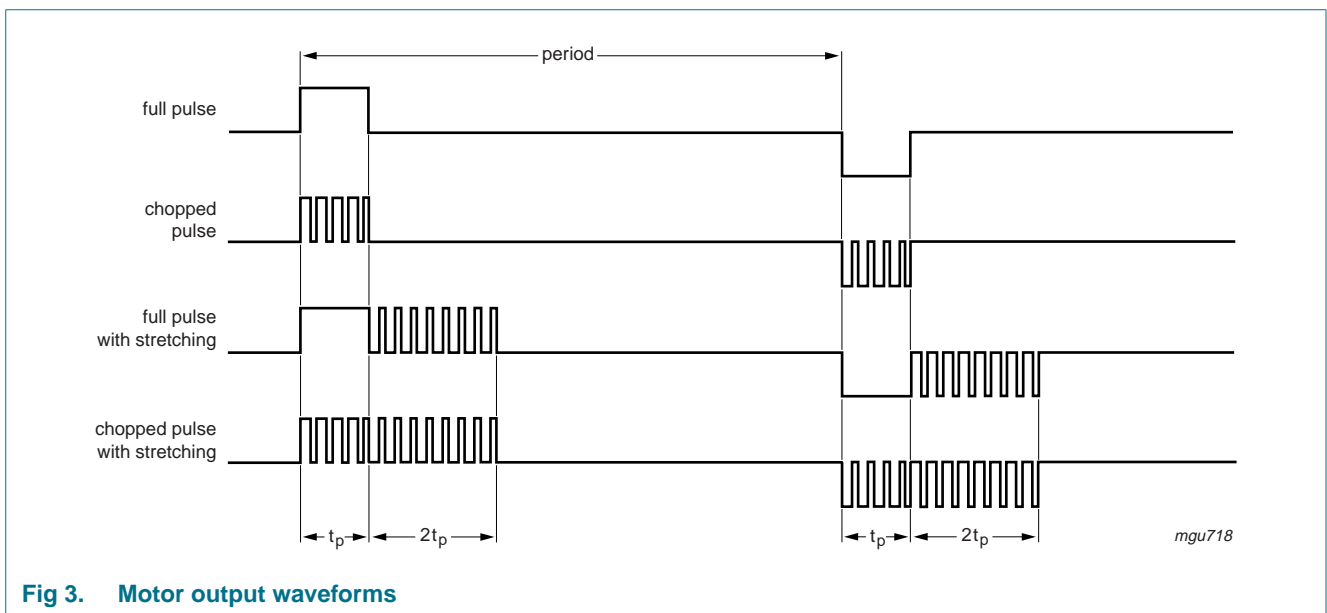 period
full pulse
chopped
pulse
full pulse
with stretching
chopped pulse
with stretching
tp
2tp
tp
2tp
mgu718
Fig 3. Motor output waveforms